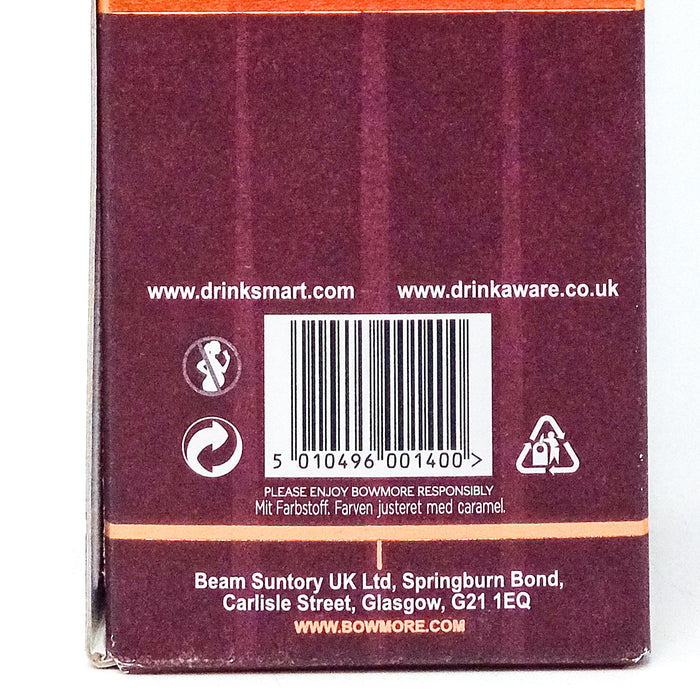 www.drinksmart.com www.drinkaware.co.uk
5 010496 001400 >
PLEASE ENJOY BOWMORE RESPONSIBLY
Mit Farbstoff. Farven justeret med caramel.
Beam Suntory UK Ltd, Springburn Bond,
Carlisle Street, Glasgow, G21 1EQ
WWW.BOWMORE.COM